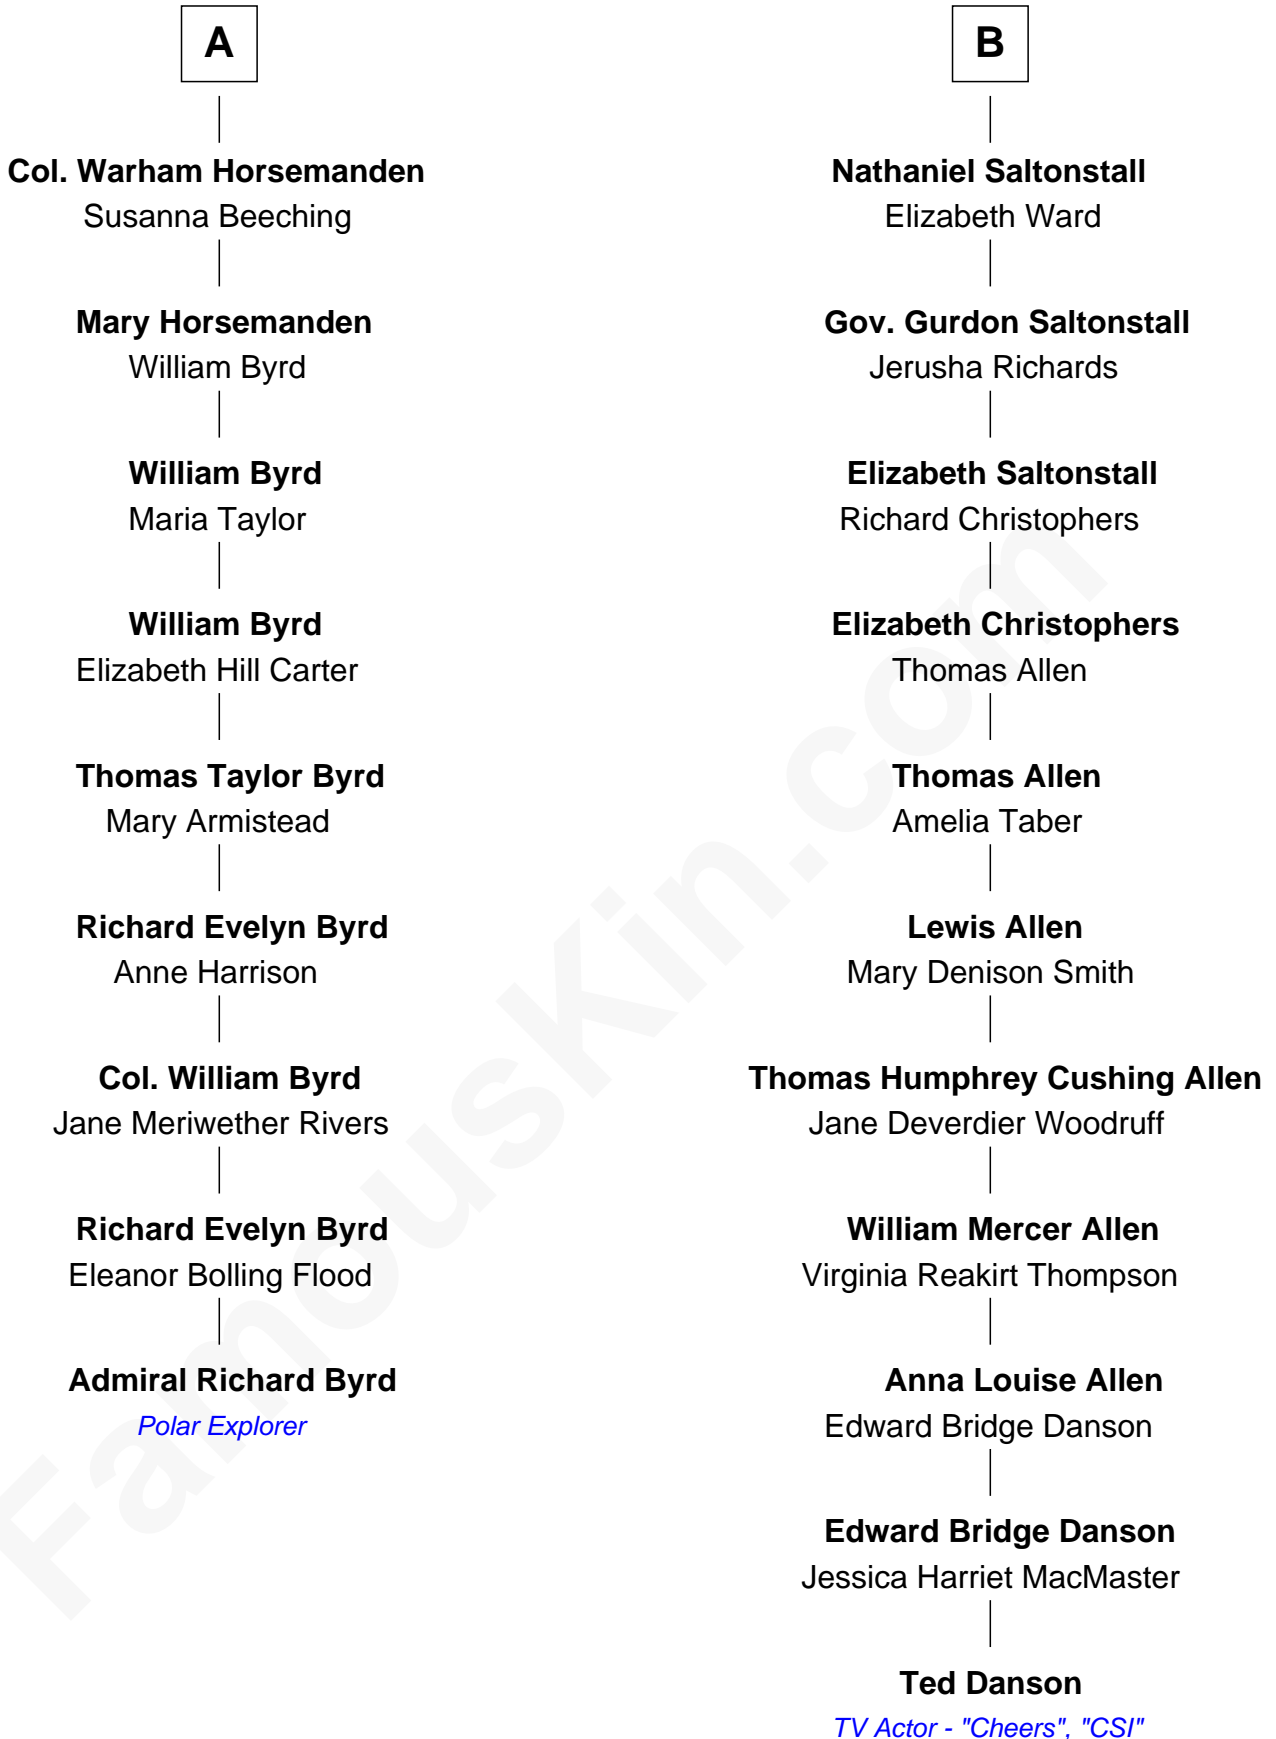 A
Col. Warham Horsemanden
Susanna Beeching
Mary Horsemanden
William Byrd
William Byrd
Maria Taylor
William Byrd
Elizabeth Hill Carter
Thomas Taylor Byrd
Mary Armistead
Richard Evelyn Byrd
Anne Harrison
Col. William Byrd
Jane Meriwether Rivers
Richard Evelyn Byrd
Eleanor Bolling Flood
Admiral Richard Byrd
Polar Explorer
B
Nathaniel Saltonstall
Elizabeth Ward
Gov. Gurdon Saltonstall
Jerusha Richards
Elizabeth Saltonstall
Richard Christophers
Elizabeth Christophers
Thomas Allen
Thomas Allen
Amelia Taber
Lewis Allen
Mary Denison Smith
Thomas Humphrey Cushing Allen
Jane Deverdier Woodruff
William Mercer Allen
Virginia Reakirt Thompson
Anna Louise Allen
Edward Bridge Danson
Edward Bridge Danson
Jessica Harriet MacMaster
Ted Danson
TV Actor - "Cheers", "CSI"
FamousKin.com